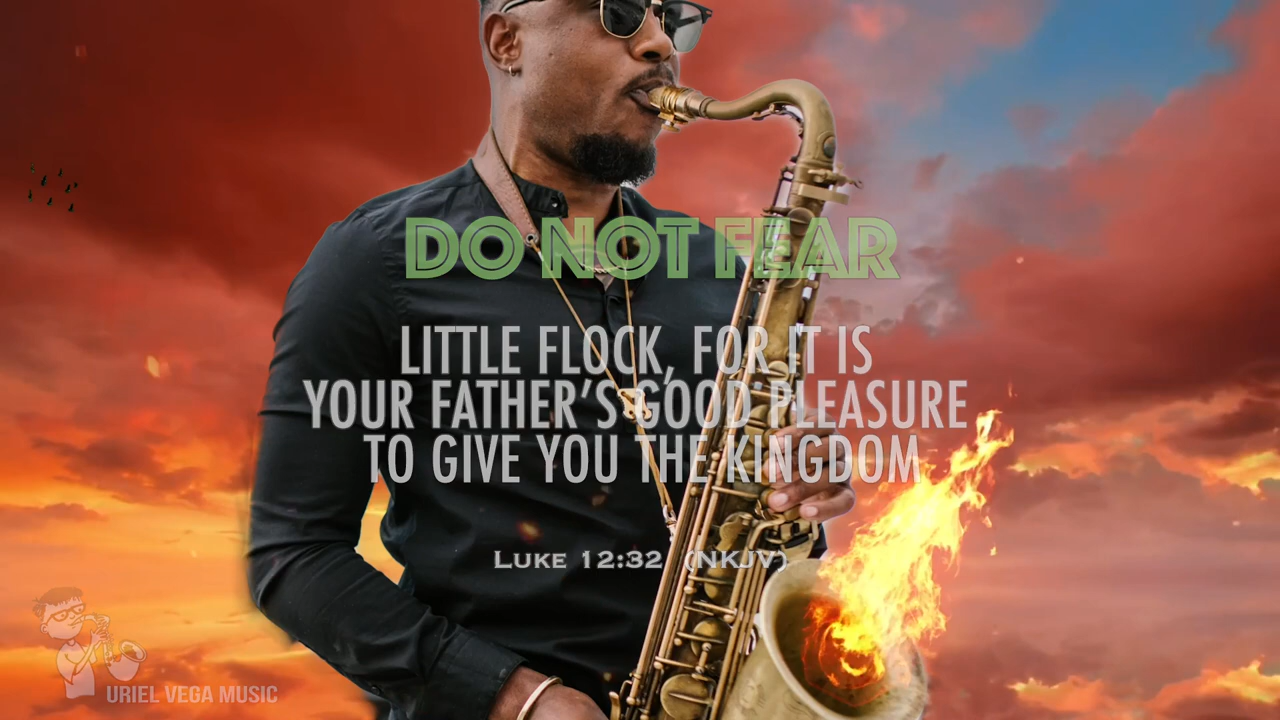 DO NOT FEAR
LITTLE FLOCK, FOR IT IS
YOUR FATHER'S GOOD PLEASURE
TO GIVE YOU THE KINGDOM
Luke 12:32 (NKJV)
URIEL VEGA MUSIC